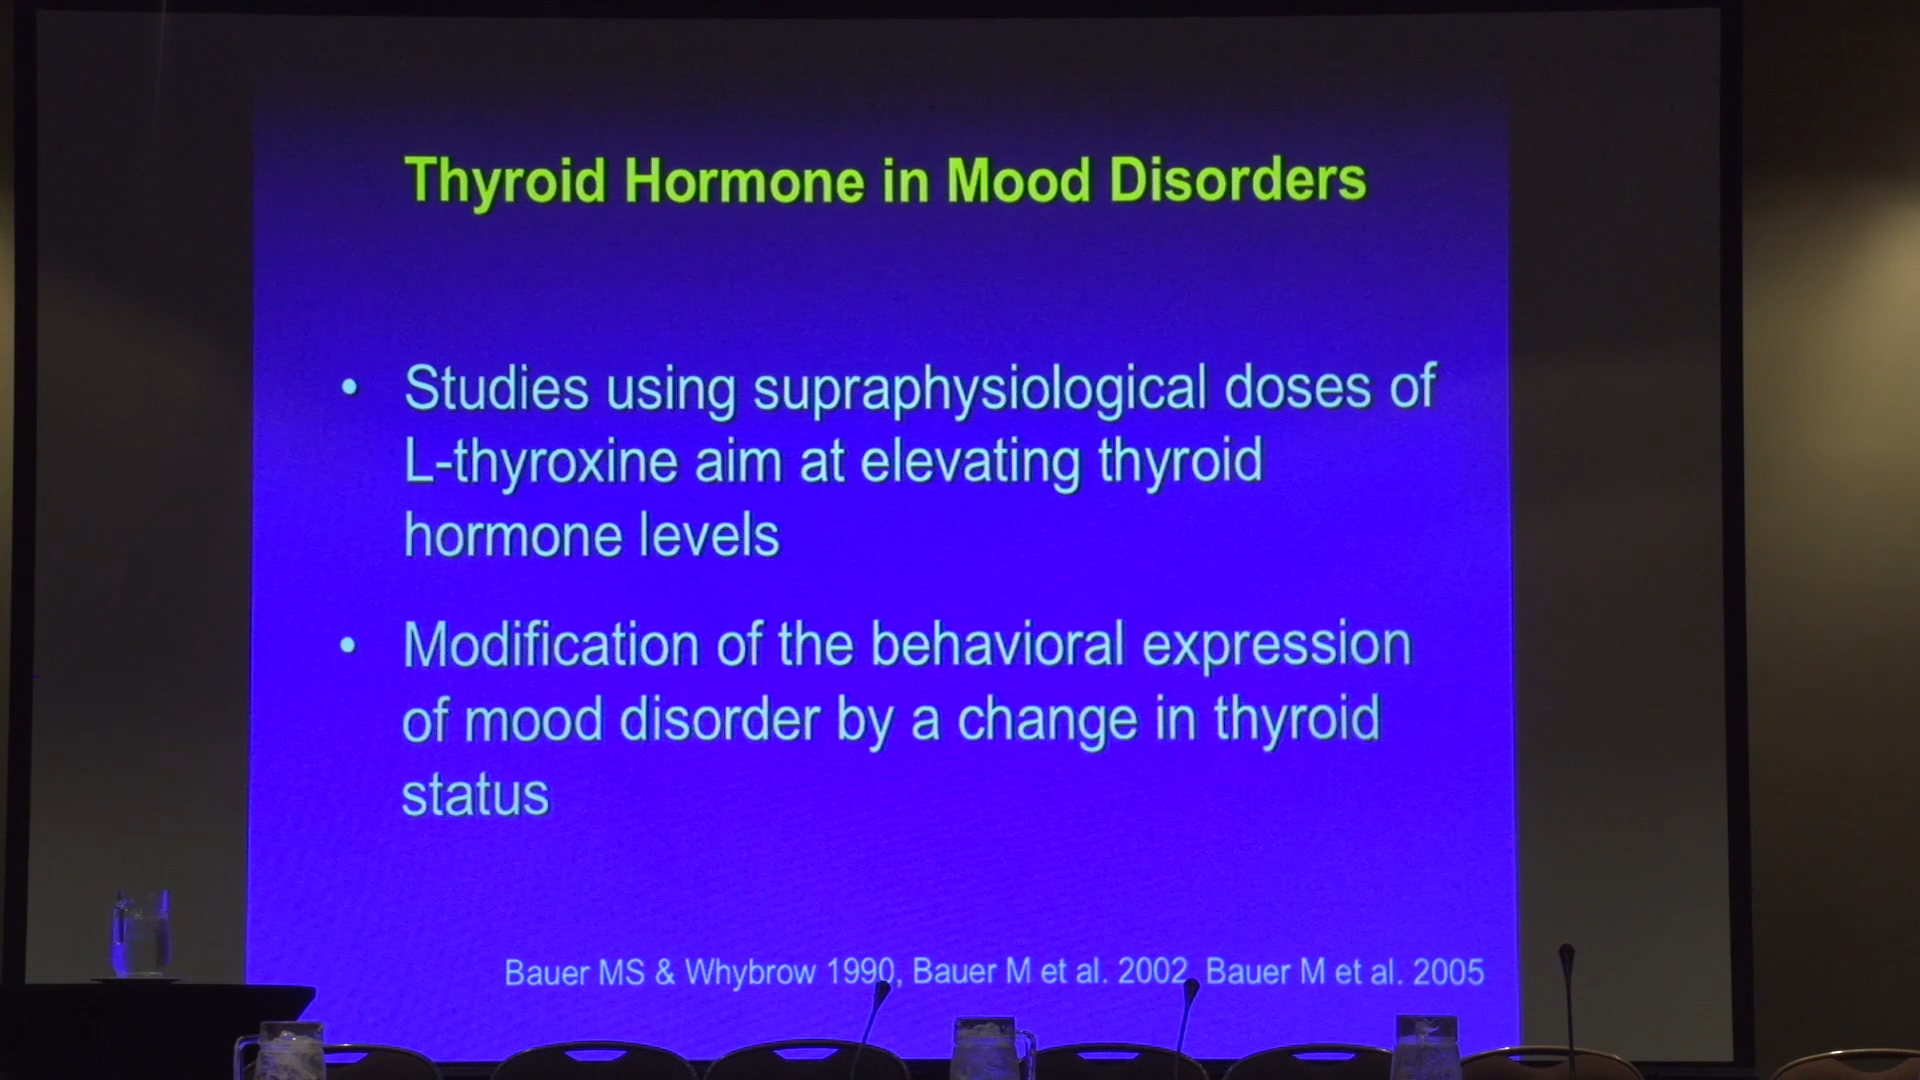 Thyroid Hormone in Mood Disorders
• Studies using supraphysiological doses of
L-thyroxine aim at elevating thyroid
hormone levels
• Modification of the behavioral expression
of mood disorder by a change in thyroid
status
Bauer MS & Whybrow 1990, Bauer M et al. 2002, Bauer M et al. 2005